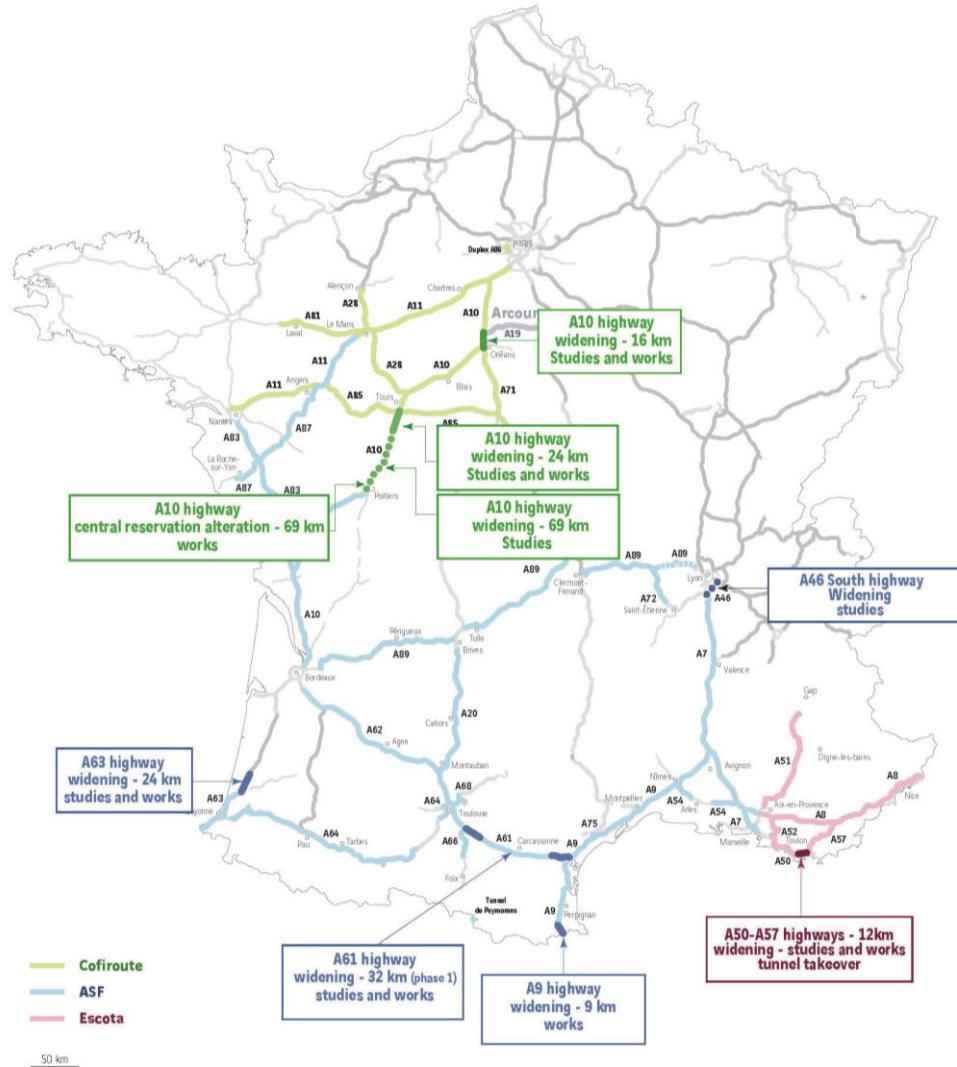 Duplex A86
PARIS
Alençon
Chartres
A28
A11
A81
Le Mans
Laval
A10
Arcour
A19
A10 highway
widening - 16 km
Studies and works
Orléans
A11
A28
A10
Blois
A71
A11
Angers
A85
Tours
Nantes
A83
A87
A85
A10 highway
widening - 24 km
Studies and works
La Roche-
sur-Yon
A87
A83
A10
Poitiers
A10 highway
central reservation alteration - 69 km
works
A10 highway
widening - 69 km
Studies
A89
A89
A89
Clermont-
Ferrand
Lyon
A46
A46 South highway
Widening
studies
A72
Saint-Étienne
A10
Périgueux
A89
Tulle
Brives
A7
Valence
Bordeaux
Gap
A20
Cahors
A62
Agen
Montauban
A63 highway
widening - 24 km
studies and works
A51
Digne-les-bains
Avignon
Nîmes
A8
Nice
A68
A64
Toulouse
A63
Montpellier
A9
A54
Arles
A54
Aix-en-Provence
A8
A75
A7
Marseille
A52
Toulon
A57
A50
A64
Pau
Tarbes
A66
A61
Carcassonne
A9
Foix
Tunnel
de Puymorens
A9
Perpignan
A61 highway
widening - 32 km (phase 1)
studies and works
A9 highway
widening - 9 km
works
A50-A57 highways - 12km
widening - studies and works
tunnel takeover
Cofiroute
ASF
Escota
50 km